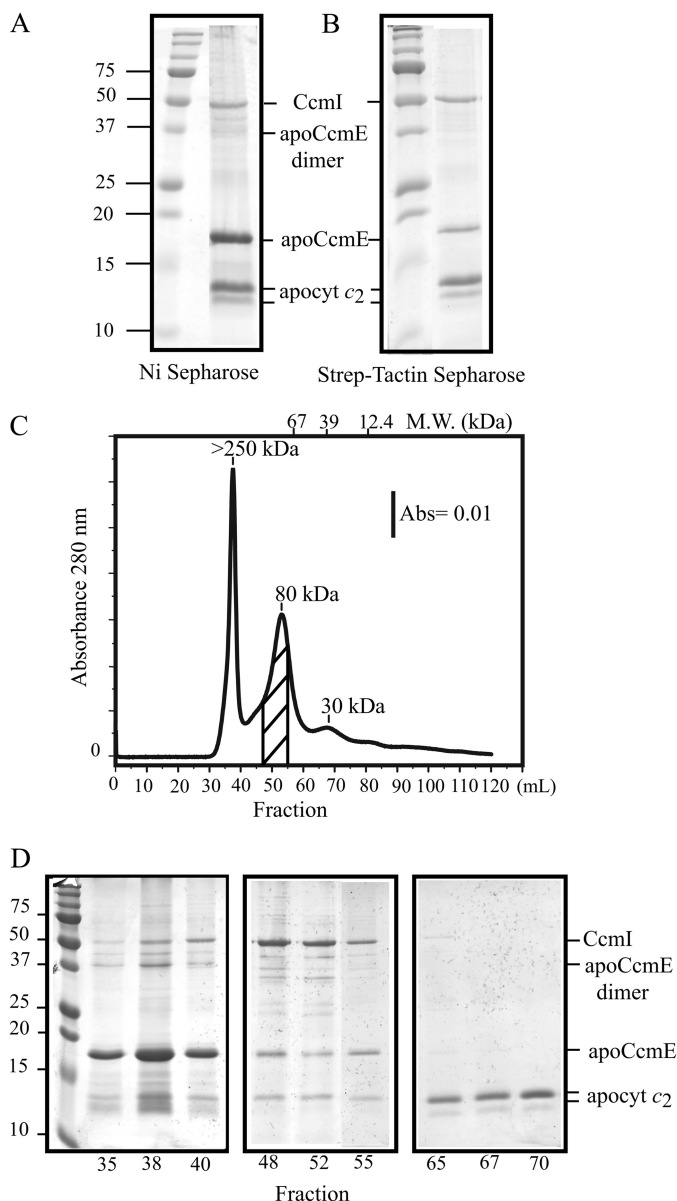 A
B
75
50
37
25
20
15
10
CcmI
apoCcmE
dimer
apoCcmE
apocyt c2
Ni Sepharose
Strep-Tactin Sepharose
C
67 39 12.4 M.W. (kDa)
>250 kDa
Abs= 0.01
80 kDa
30 kDa
Absorbance 280 nm
0
0 10 20 30 40 50 60 70 80 90 100 110 120 (mL)
Fraction
D
75
50
37
25
20
15
10
CcmI
apoCcmE
dimer
apoCcmE
apocyt c2
35 38 40 48 52 55 65 67 70
Fraction